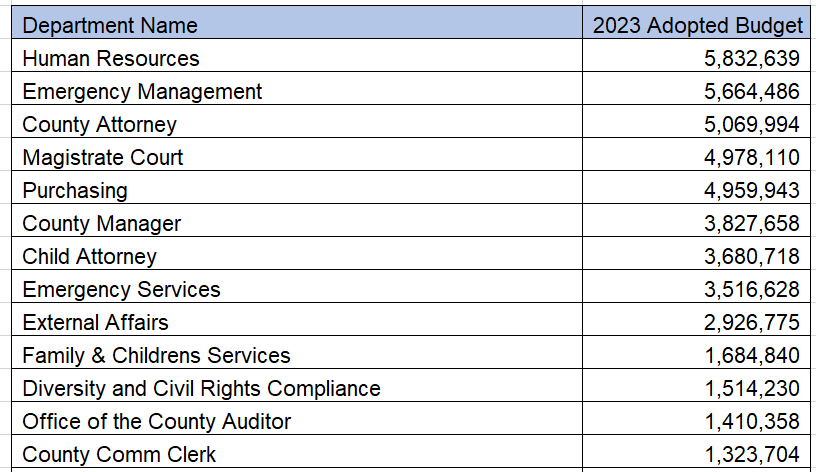 Department Name 2023 Adopted Budget
Human Resources 5,832,639
Emergency Management 5,664,486
County Attorney 5,069,994
Magistrate Court 4,978,110
Purchasing 4,959,943
County Manager 3,827,658
Child Attorney 3,680,718
Emergency Services 3,516,628
External Affairs 2,926,775
Family & Childrens Services 1,684,840
Diversity and Civil Rights Compliance 1,514,230
Office of the County Auditor 1,410,358
County Comm Clerk 1,323,704